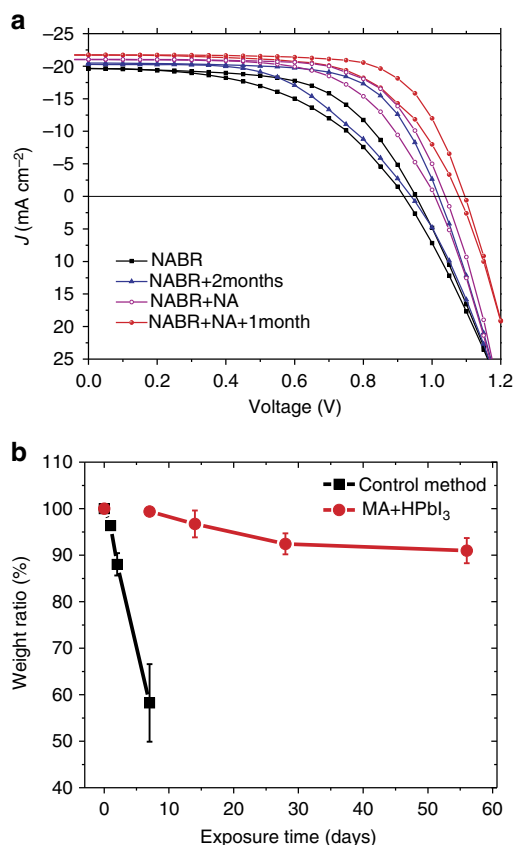 a
−25
−20
−15
−10
−5
0
5
10
15
20
25
J (mA cm−2)
NABR
NABR+2months
NABR+NA
NABR+NA+1month
0.0 0.2 0.4 0.6 0.8 1.0 1.2
Voltage (V)
b
110
100
90
80
70
60
50
40
Weight ratio (%)
Control method
MA+HPbI3
0 10 20 30 40 50 60
Exposure time (days)